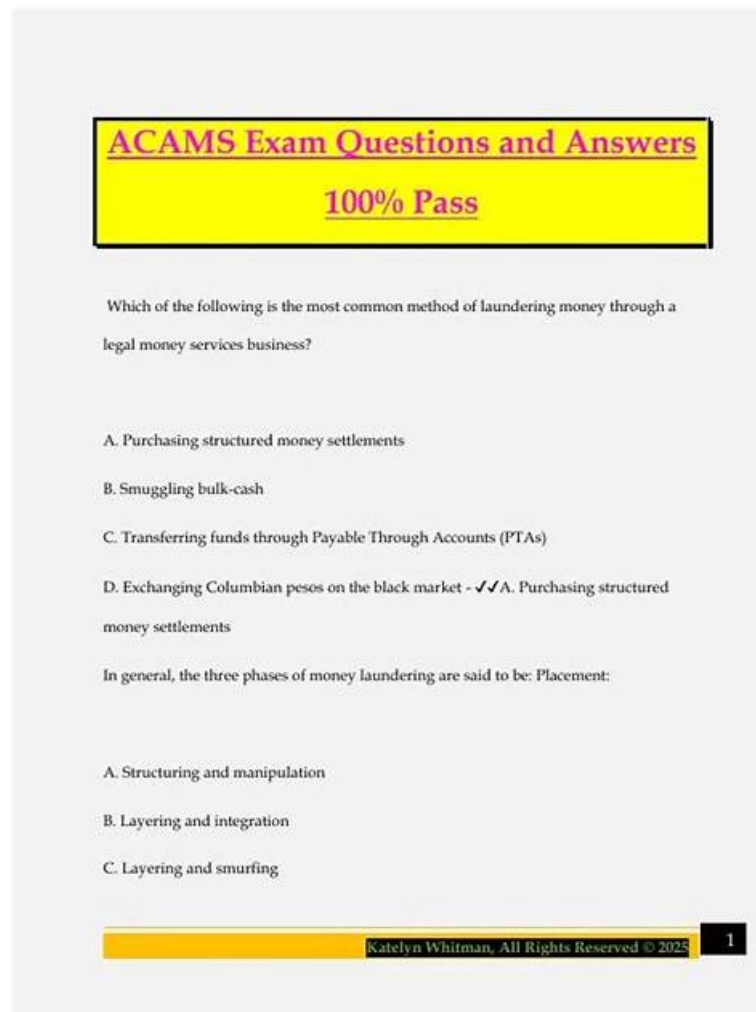 ACAMS Exam Questions and Answers
100% Pass
Which of the following is the most common method of laundering money through a
legal money services business?
A. Purchasing structured money settlements
B. Smuggling bulk-cash
C. Transferring funds through Payable Through Accounts (PTAs)
D. Exchanging Columbian pesos on the black market - ✓✓A. Purchasing structured
money settlements
In general, the three phases of money laundering are said to be: Placement:
A. Structuring and manipulation
B. Layering and integration
C. Layering and smurfing
Katelyn Whitman, All Rights Reserved © 2025
1